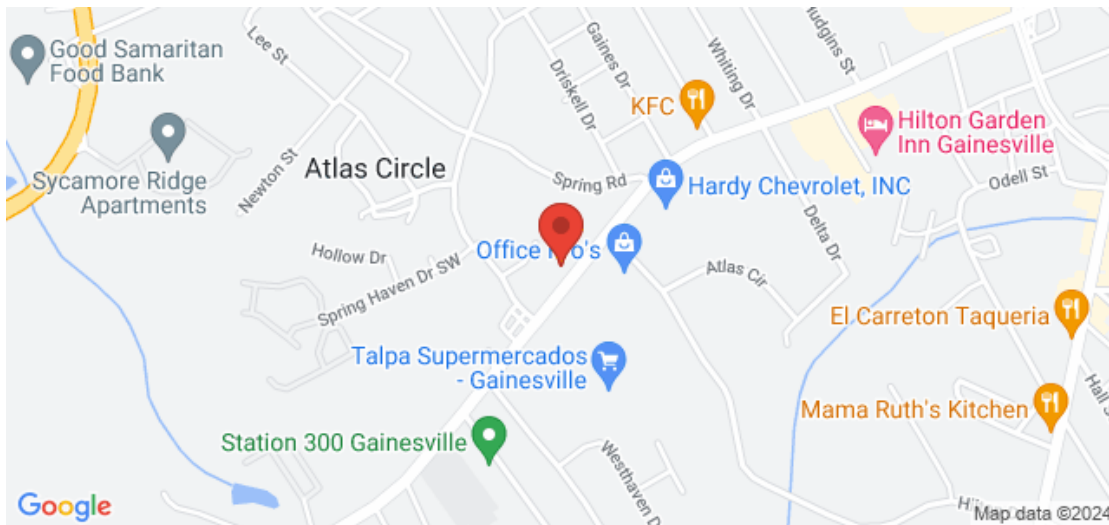 Good Samaritan
Food Bank
Lee St
Gaines Dr
Driskell Dr
Whiting Dr
KFC
Hilton Garden
Inn Gainesville
Sycamore Ridge
Apartments
Newton St
Atlas Circle
Spring Rd
Hardy Chevrolet, INC
Odell St
Delta Dr
Hollow Dr
Office
Atlas Cir
Spring Haven Dr SW
El Carreton Taqueria
Talpa Supermercados
- Gainesville
Mama Ruth's Kitchen
Station 300 Gainesville
Google
Map data ©2024